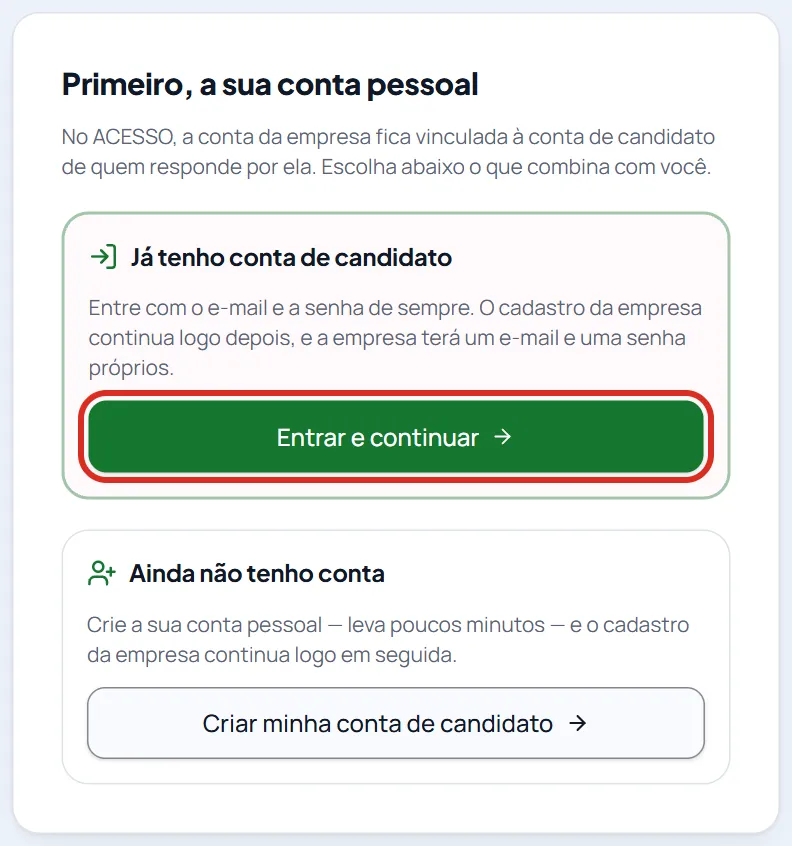 Primeiro, a sua conta pessoal
No ACESSO, a conta da empresa fica vinculada à conta de candidato
de quem responde por ela. Escolha abaixo o que combina com você.
Já tenho conta de candidato
Entre com o e-mail e a senha de sempre. O cadastro da empresa
continua logo depois, e a empresa terá um e-mail e uma senha
próprios.
Entrar e continuar →
Ainda não tenho conta
Crie a sua conta pessoal — leva poucos minutos — e o cadastro
da empresa continua logo em seguida.
Criar minha conta de candidato →